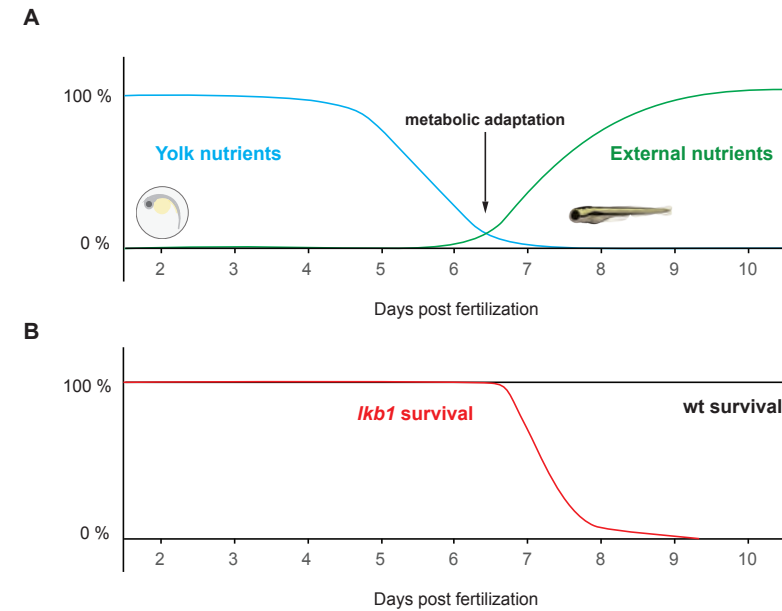 A
100 %
metabolic adaptation
Yolk nutrients
External nutrients
0 %
2 3 4 5 6 7 8 9 10
Days post fertilization
B
100 %
lkb1 survival
wt survival
0 %
2 3 4 5 6 7 8 9 10
Days post fertilization